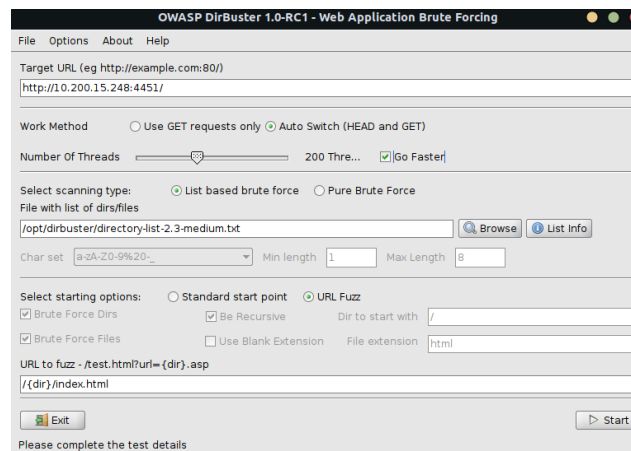 OWASP DirBuster 1.0-RC1 - Web Application Brute Forcing
File Options About Help
Target URL (eg http://example.com:80/)
http://10.200.15.248:4451/
Work Method Use GET requests only Auto Switch (HEAD and GET)
Number Of Threads 200 Thre... Go Faster
Select scanning type: List based brute force Pure Brute Force
File with list of dirs/files
/opt/dirbuster/directory-list-2.3-medium.txt Browse List Info
Char set a-zA-Z0-9%20-_ Min length 1 Max Length 8
Select starting options: Standard start point URL Fuzz
Brute Force Dirs Be Recursive Dir to start with /
Brute Force Files Use Blank Extension File extension html
URL to fuzz - /test.html?url={dir}.asp
/{dir}/index.html
Exit Start
Please complete the test details